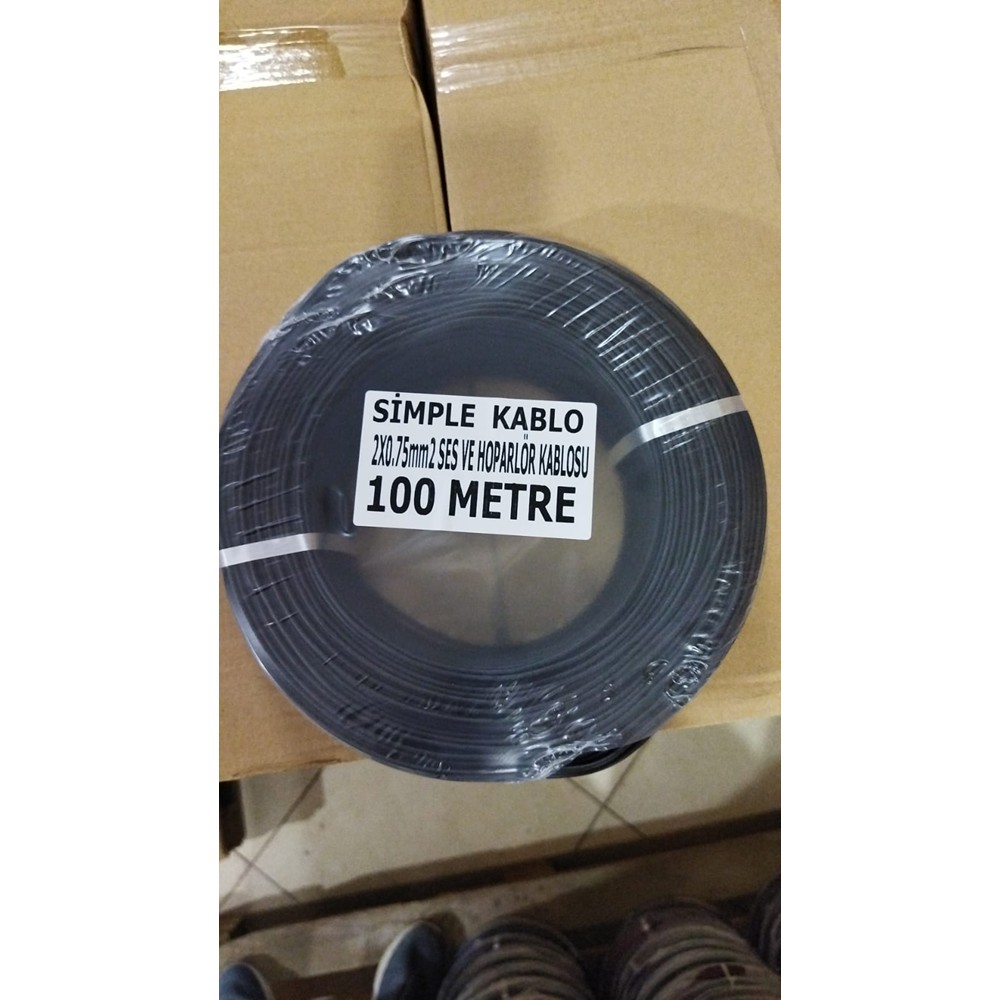 SİMPLE KABLO
2X0.75mm2 SES VE HOPARLÖR KABLOSU
100 METRE